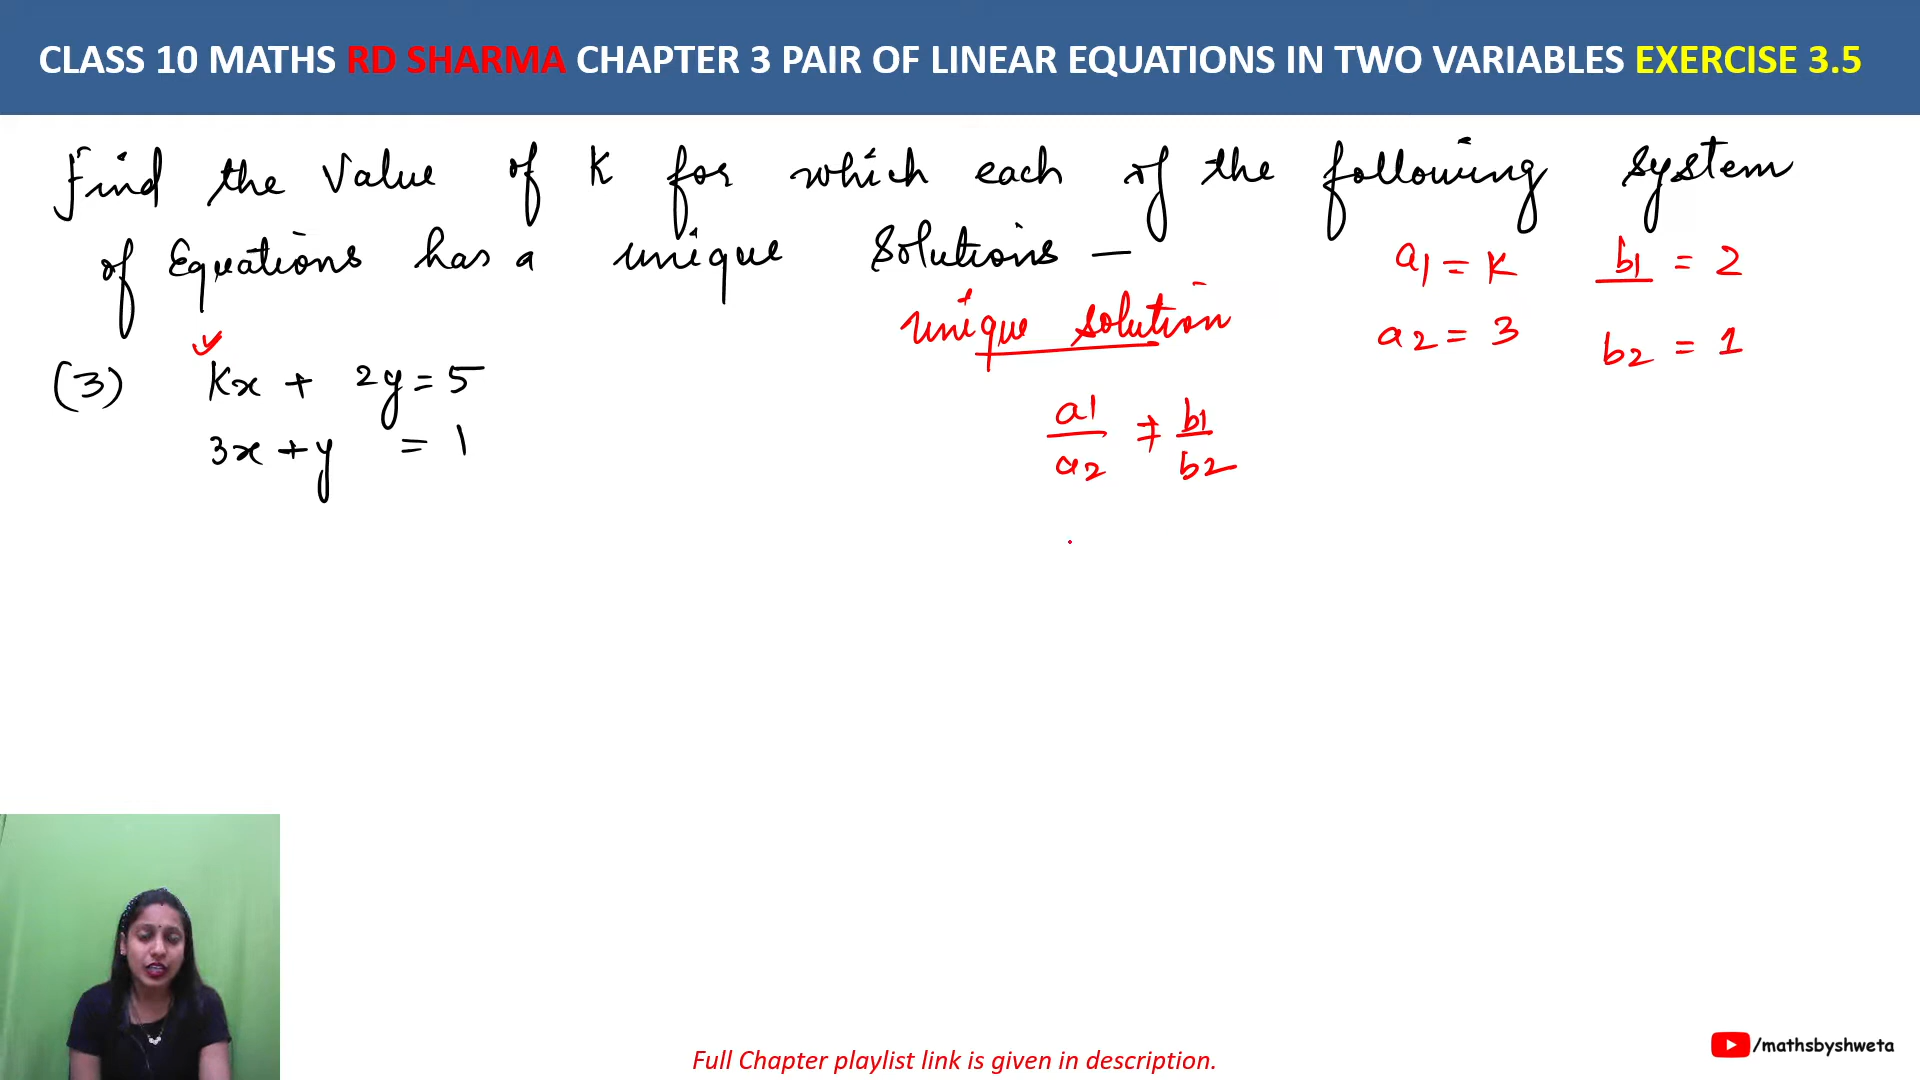 CLASS 10 MATHS RD SHARMA CHAPTER 3 PAIR OF LINEAR EQUATIONS IN TWO VARIABLES EXERCISE 3.5
Find the Value of K for which each of the following system
of Equations has a unique Solutions —
a1 = K b1 = 2
unique solution
a2 = 3 b2 = 1
(3) Kx + 2y = 5
3x + y = 1
a1/a2 ≠ b1/b2
/mathsbyshweta
Full Chapter playlist link is given in description.